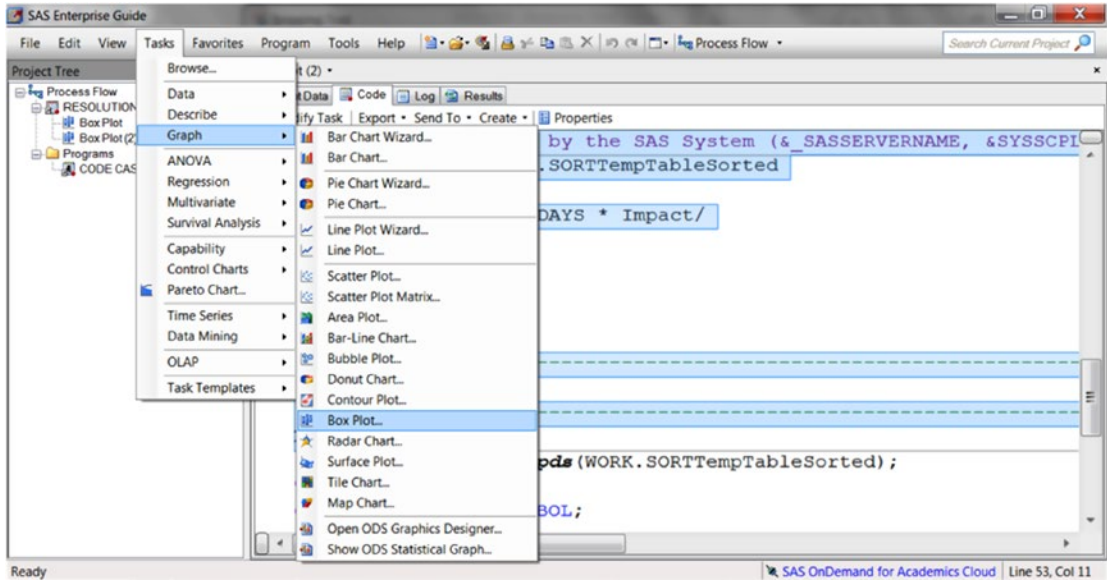 SAS Enterprise Guide
File Edit View Tasks Favorites Program Tools Help Process Flow Search Current Project
Project Tree
Process Flow
RESOLUTION
Box Plot
Box Plot (2)
Programs
CODE CAS
Browse...
Data
Describe
Graph
ANOVA
Regression
Multivariate
Survival Analysis
Capability
Control Charts
Pareto Chart...
Time Series
Data Mining
OLAP
Task Templates
Bar Chart Wizard...
Bar Chart...
Pie Chart Wizard...
Pie Chart...
Line Plot Wizard...
Line Plot...
Scatter Plot...
Scatter Plot Matrix...
Area Plot...
Bar-Line Chart...
Bubble Plot...
Donut Chart...
Contour Plot...
Box Plot...
Radar Chart...
Surface Plot...
Tile Chart...
Map Chart...
Open ODS Graphics Designer...
Show ODS Statistical Graph...
(2)
Data Code Log Results
Task Export Send To Create Properties
by the SAS System (&_SASSERVERNAME, &SYSSCPL
.SORTTempTableSorted
DAYS * Impact/
pds(WORK.SORTTempTableSorted);
BOL;
Ready SAS OnDemand for Academics Cloud Line 53, Col 11